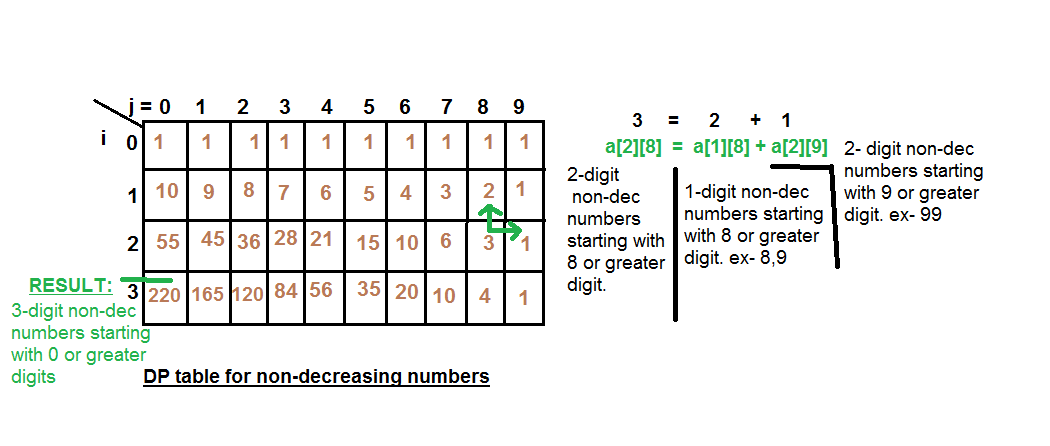 j = 0 1 2 3 4 5 6 7 8 9
i
0 1 1 1 1 1 1 1 1 1 1
1 10 9 8 7 6 5 4 3 2 1
2 55 45 36 28 21 15 10 6 3 1
3 220 165 120 84 56 35 20 10 4 1
RESULT:
3-digit non-dec
numbers starting
with 0 or greater
digits
DP table for non-decreasing numbers
3 = 2 + 1
a[2][8] = a[1][8] + a[2][9]
2-digit
non-dec
numbers
starting with
8 or greater
digit.
1-digit non-dec
numbers starting
with 8 or greater
digit. ex- 8,9
2- digit non-dec
numbers starting
with 9 or greater
digit. ex- 99